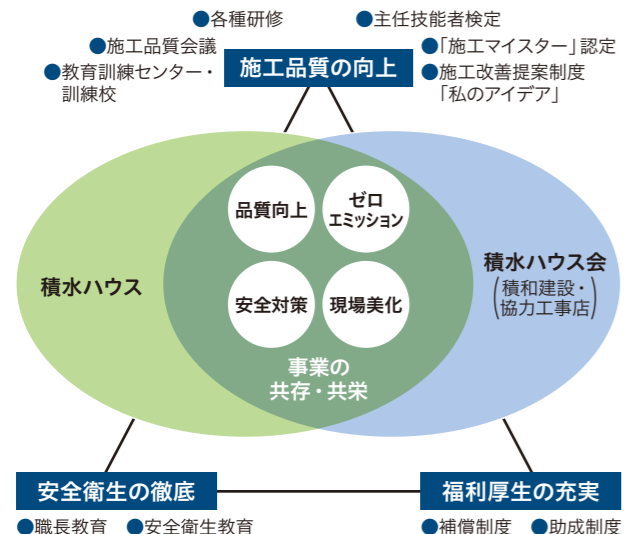 ●各種研修
●主任技能者検定
●施工品質会議
●「施工マイスター」認定
●教育訓練センター・
訓練校
施工品質の向上
●施工改善提案制度
「私のアイデア」
品質向上
ゼロ
エミッション
積水ハウス
積水ハウス会
(積和建設・
協力工事店)
安全対策
現場美化
事業の
共存・共栄
安全衛生の徹底
福利厚生の充実
●職長教育 ●安全衛生教育
●補償制度 ●助成制度